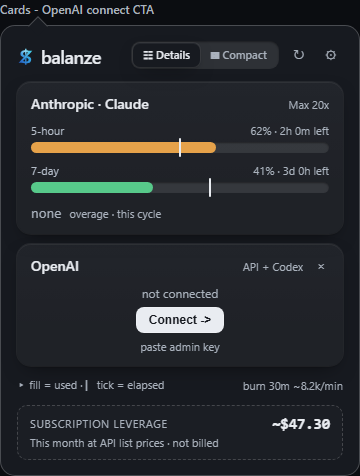 Cards - OpenAI connect CTA
balanze
Details
Compact
Anthropic · Claude
Max 20x
5-hour
62% · 2h 0m left
7-day
41% · 3d 0h left
none overage · this cycle
OpenAI
API + Codex ×
not connected
Connect ->
paste admin key
▸ fill = used · ▎ tick = elapsed
burn 30m ~8.2k/min
SUBSCRIPTION LEVERAGE
~$47.30
This month at API list prices · not billed